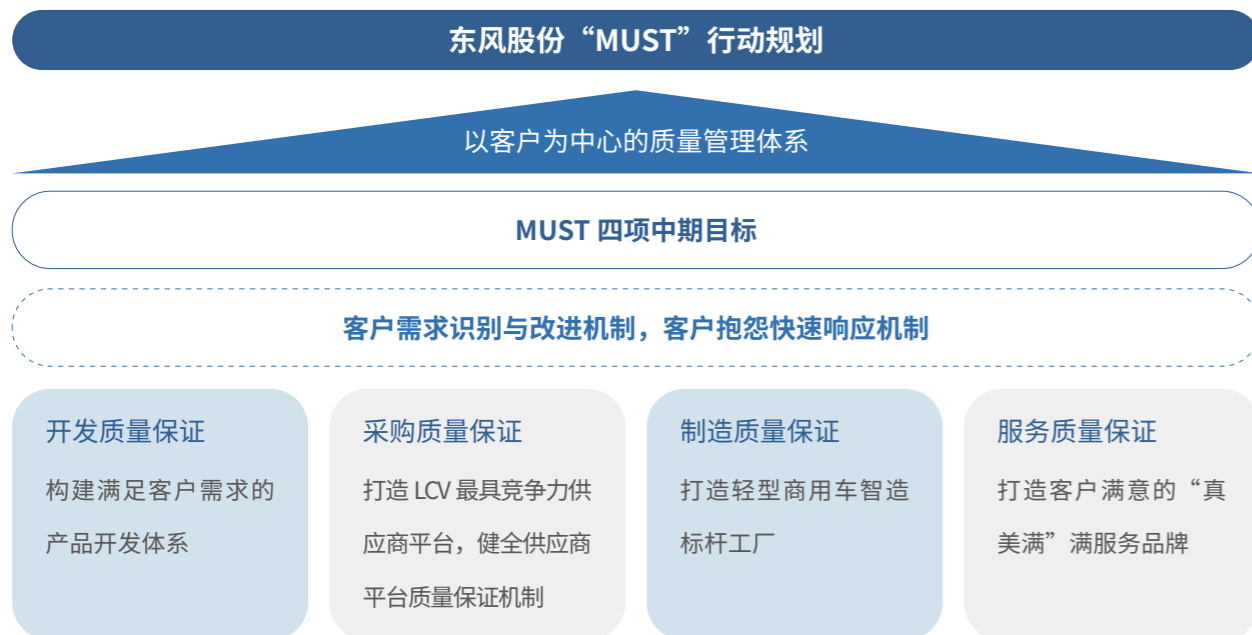 东风股份“MUST”行动规划
以客户为中心的质量管理体系
MUST 四项中期目标
客户需求识别与改进机制，客户抱怨快速响应机制
开发质量保证
构建满足客户需求的
产品开发体系
采购质量保证
打造 LCV 最具竞争力供
应商平台，健全供应商
平台质量保证机制
制造质量保证
打造轻型商用车智造
标杆工厂
服务质量保证
打造客户满意的“真
美满”满服务品牌